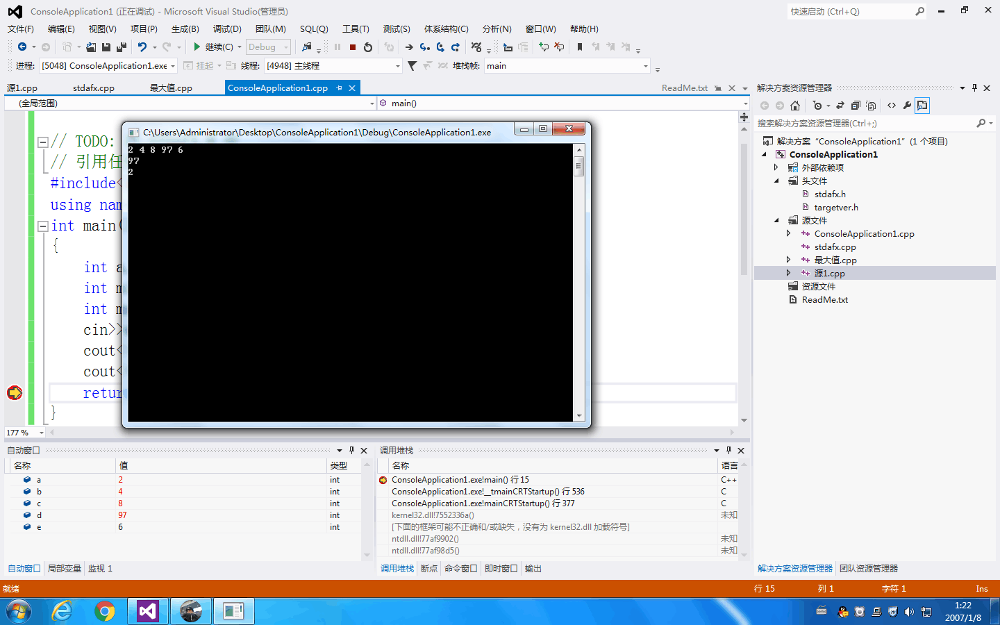 ConsoleApplication1 (正在调试) - Microsoft Visual Studio(管理员)
快速启动 (Ctrl+Q)
文件(F) 编辑(E) 视图(V) 项目(P) 生成(B) 调试(D) 团队(M) SQL(Q) 工具(T) 测试(S) 体系结构(C) 分析(N) 窗口(W) 帮助(H)
继续(C) Debug
进程: [5048] ConsoleApplication1.exe 挂起 线程: [4948] 主线程 堆栈帧: main
源1.cpp stdafx.cpp 最大值.cpp ConsoleApplication1.cpp ReadMe.txt
(全局范围) main()
C:\Users\Administrator\Desktop\ConsoleApplication1\Debug\ConsoleApplication1.exe
2 4 8 97 6
97
2
// TODO:
// 引用任
#include<
using nam
int main(
{
int a
int m
int m
cin>>
cout<
cout<
retur
}
177 %
自动窗口
名称 值 类型
a 2 int
b 4 int
c 8 int
d 97 int
e 6 int
自动窗口 局部变量 监视 1
调用堆栈
名称 语言
ConsoleApplication1.exe!main() 行 15 C++
ConsoleApplication1.exe!__tmainCRTStartup() 行 536 C
ConsoleApplication1.exe!mainCRTStartup() 行 377 C
kernel32.dll!7552336a() 未知
[下面的框架可能不正确和/或缺失，没有为 kernel32.dll 加载符号]
ntdll.dll!77af9902() 未知
ntdll.dll!77af98d5() 未知
调用堆栈 断点 命令窗口 即时窗口 输出
解决方案资源管理器
搜索解决方案资源管理器(Ctrl+;)
解决方案 "ConsoleApplication1" (1 个项目)
ConsoleApplication1
外部依赖项
头文件
stdafx.h
targetver.h
源文件
ConsoleApplication1.cpp
stdafx.cpp
最大值.cpp
源1.cpp
资源文件
ReadMe.txt
解决方案资源管理器 团队资源管理器
就绪 行 15 列 1 字符 1 Ins
1:22
2007/1/8